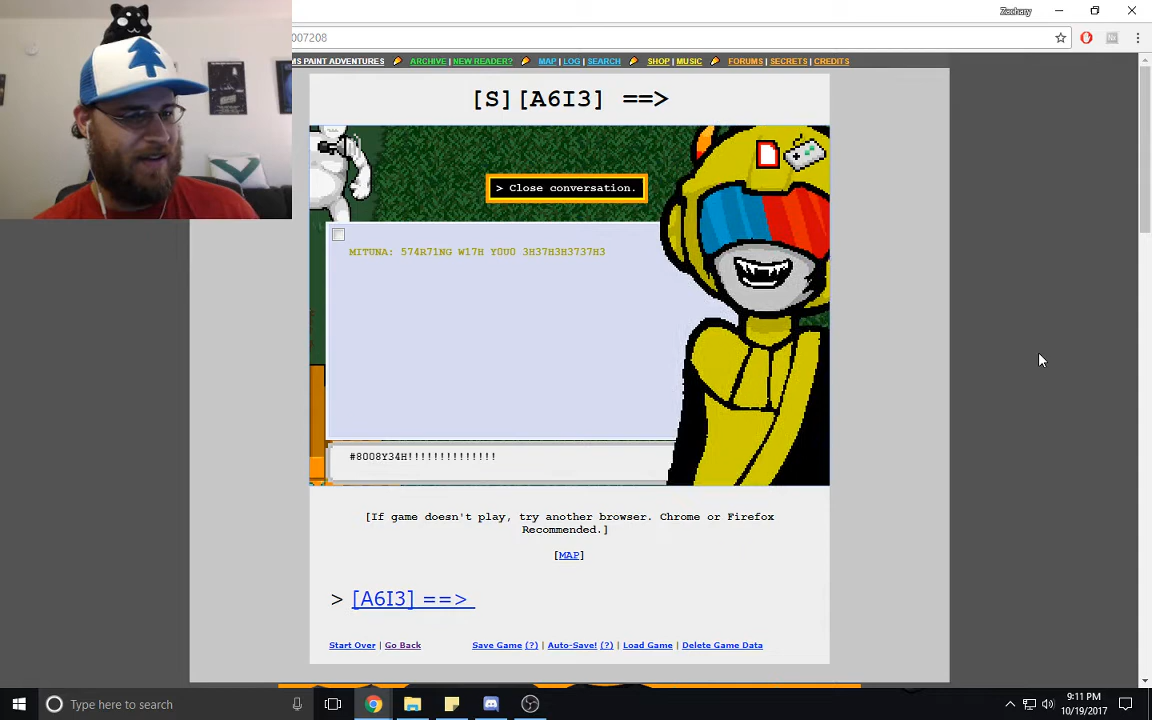 Zachary
007208
MS PAINT ADVENTURES ARCHIVE | NEW READER? MAP | LOG | SEARCH SHOP | MUSIC FORUMS | SECRETS | CREDITS
[S][A6I3] ==>
> Close conversation.
MITUNA: 574R71NG W17H Y0U0 3H37H3H3737H3
#8008Y34H!!!!!!!!!!!!!!
[If game doesn't play, try another browser. Chrome or Firefox
Recommended.]
[MAP]
> [A6I3] ==>
Start Over | Go Back Save Game (?) | Auto-Save! (?) | Load Game | Delete Game Data
Type here to search
9:11 PM
10/19/2017